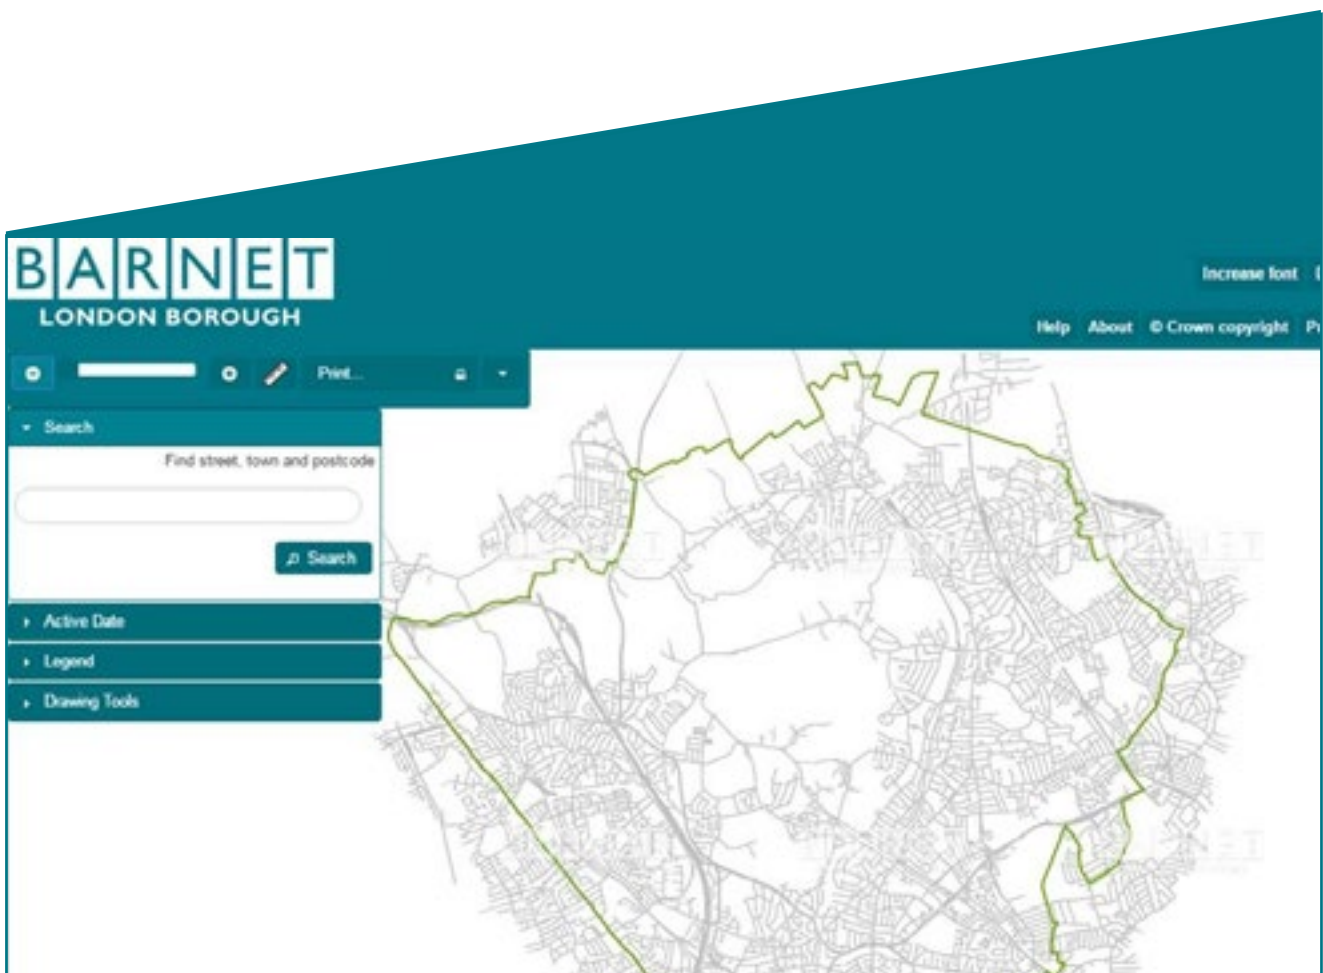 BARNET
LONDON BOROUGH
Increase font
Help About © Crown copyright
Print...
Search
Find street, town and postcode
Search
Active Date
Legend
Drawing Tools